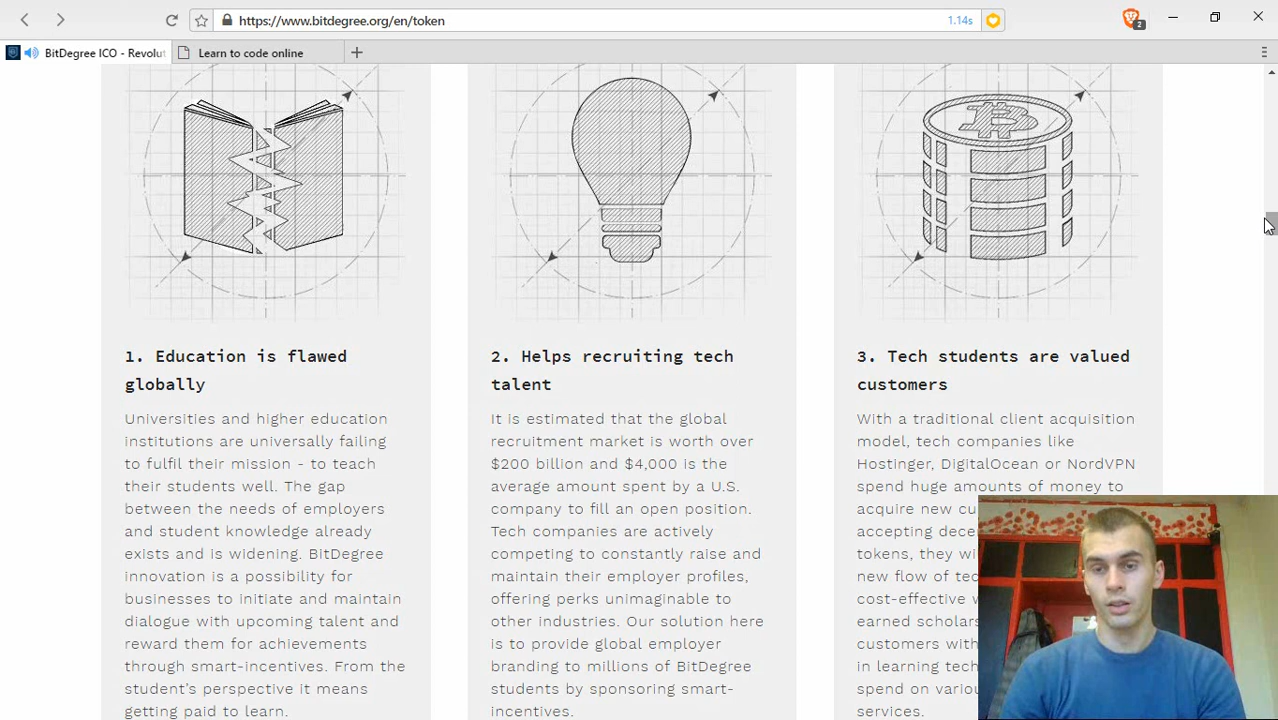 https://www.bitdegree.org/en/token
1.14s
2
BitDegree ICO - Revolut
Learn to code online
1. Education is flawed
globally
Universities and higher education
institutions are universally failing
to fulfil their mission - to teach
their students well. The gap
between the needs of employers
and student knowledge already
exists and is widening. BitDegree
innovation is a possibility for
businesses to initiate and maintain
dialogue with upcoming talent and
reward them for achievements
through smart-incentives. From the
student's perspective it means
getting paid to learn.
2. Helps recruiting tech
talent
It is estimated that the global
recruitment market is worth over
$200 billion and $4,000 is the
average amount spent by a U.S.
company to fill an open position.
Tech companies are actively
competing to constantly raise and
maintain their employer profiles,
offering perks unimaginable to
other industries. Our solution here
is to provide global employer
branding to millions of BitDegree
students by sponsoring smart-
incentives.
3. Tech students are valued
customers
With a traditional client acquisition
model, tech companies like
Hostinger, DigitalOcean or NordVPN
spend huge amounts of money to
acquire new cu
accepting dece
tokens, they wi
new flow of tec
cost-effective w
earned scholars
customers with
in learning tech
spend on variou
services.